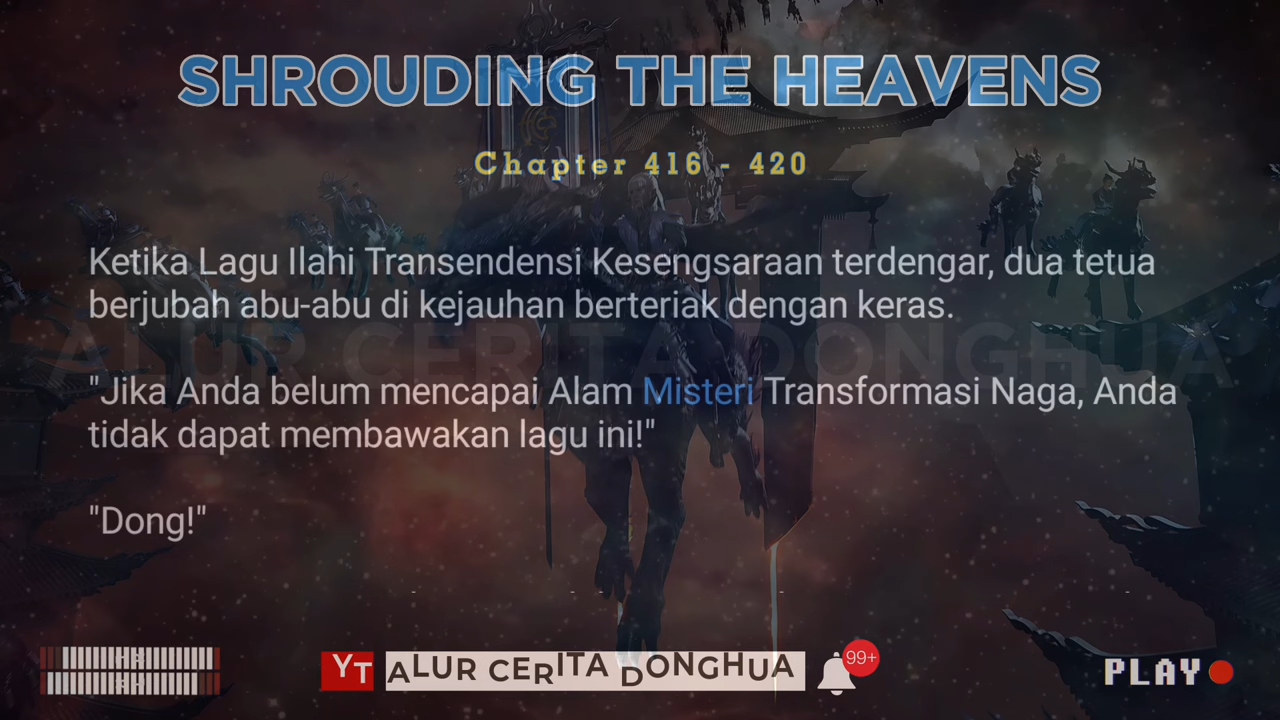 SHROUDING THE HEAVENS
Chapter 416 - 420
Ketika Lagu Ilahi Transendensi Kesengsaraan terdengar, dua tetua
berjubah abu-abu di kejauhan berteriak dengan keras.
ALUR CERITA DONGHUA
"Jika Anda belum mencapai Alam Misteri Transformasi Naga, Anda
tidak dapat membawakan lagu ini!"
"Dong!"
YT ALUR CERITA DONGHUA 99+
PLAY